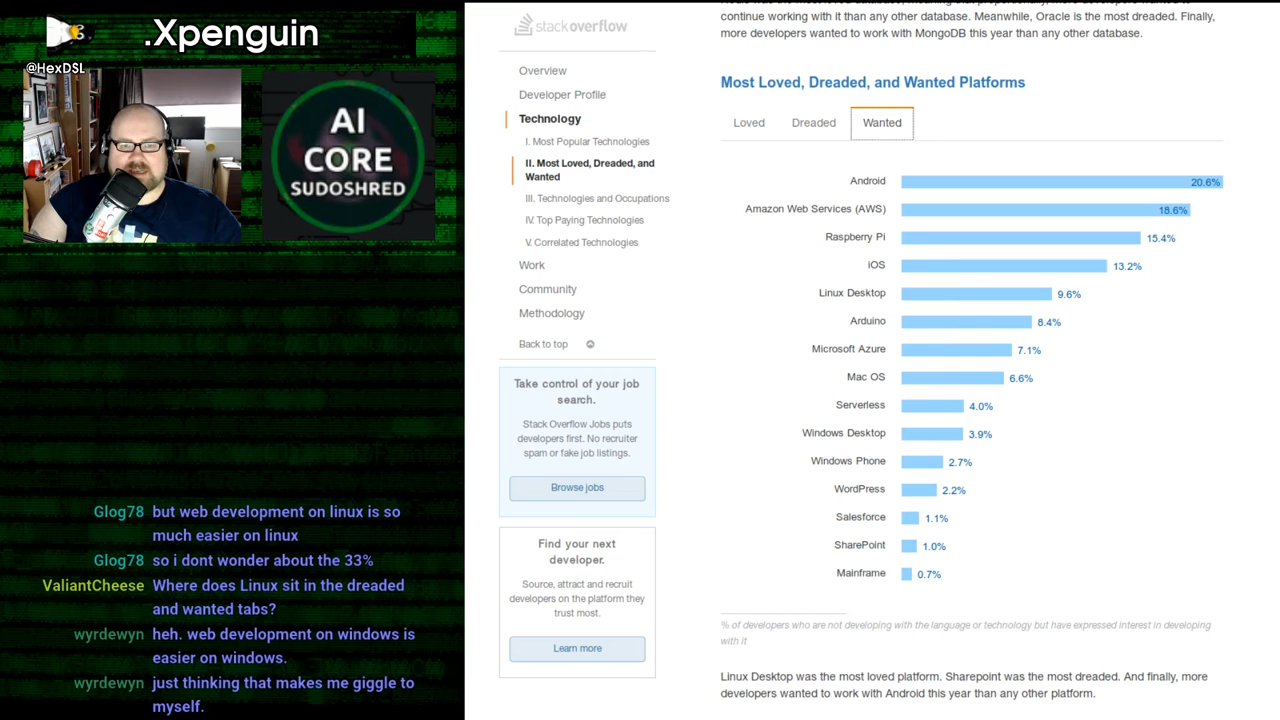 .Xpenguin
@HexDSL
AI
CORE
SUDOSHRED
Glog78 but web development on linux is so
much easier on linux
Glog78 so i dont wonder about the 33%
ValiantCheese Where does Linux sit in the dreaded
and wanted tabs?
wyrdewyn heh. web development on windows is
easier on windows.
wyrdewyn just thinking that makes me giggle to
myself.
stackoverflow
Overview
Developer Profile
Technology
I. Most Popular Technologies
II. Most Loved, Dreaded, and
Wanted
III. Technologies and Occupations
IV. Top Paying Technologies
V. Correlated Technologies
Work
Community
Methodology
Back to top
Take control of your job
search.
Stack Overflow Jobs puts
developers first. No recruiter
spam or fake job listings.
Browse jobs
Find your next
developer.
Source, attract and recruit
developers on the platform they
trust most.
Learn more
continue working with it than any other database. Meanwhile, Oracle is the most dreaded. Finally,
more developers wanted to work with MongoDB this year than any other database.
Most Loved, Dreaded, and Wanted Platforms
Loved Dreaded Wanted
Android 20.6%
Amazon Web Services (AWS) 18.6%
Raspberry Pi 15.4%
iOS 13.2%
Linux Desktop 9.6%
Arduino 8.4%
Microsoft Azure 7.1%
Mac OS 6.6%
Serverless 4.0%
Windows Desktop 3.9%
Windows Phone 2.7%
WordPress 2.2%
Salesforce 1.1%
SharePoint 1.0%
Mainframe 0.7%
% of developers who are not developing with the language or technology but have expressed interest in developing
with it
Linux Desktop was the most loved platform. Sharepoint was the most dreaded. And finally, more
developers wanted to work with Android this year than any other platform.